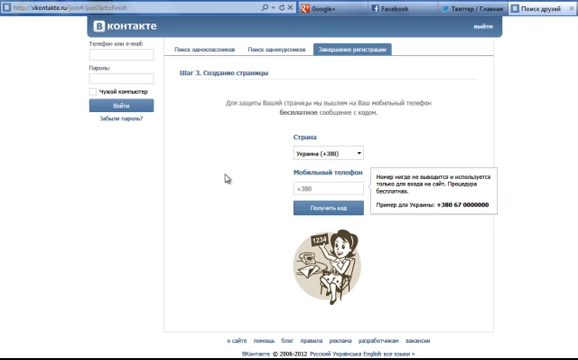 http://vkontakte.ru/join#/join?act=finish
Google+
Facebook
Твиттер / Главная
Поиск друзей
В контакте
выйти
Телефон или e-mail:
Пароль:
Чужой компьютер
Войти
Забыли пароль?
Поиск одноклассников
Поиск однокурсников
Завершение регистрации
Шаг 3. Создание страницы
Для защиты Вашей страницы мы вышлем на Ваш мобильный телефон
бесплатное сообщение с кодом.
Страна
Украина (+380)
Мобильный телефон
+380
Получить код
Номер нигде не выводится и используется
только для входа на сайт. Процедура
бесплатная.
Пример для Украины: +380 67 0000000
1234
о сайте помощь блог правила реклама разработчикам вакансии
ВКонтакте © 2006-2012 Русский Українська English все языки »